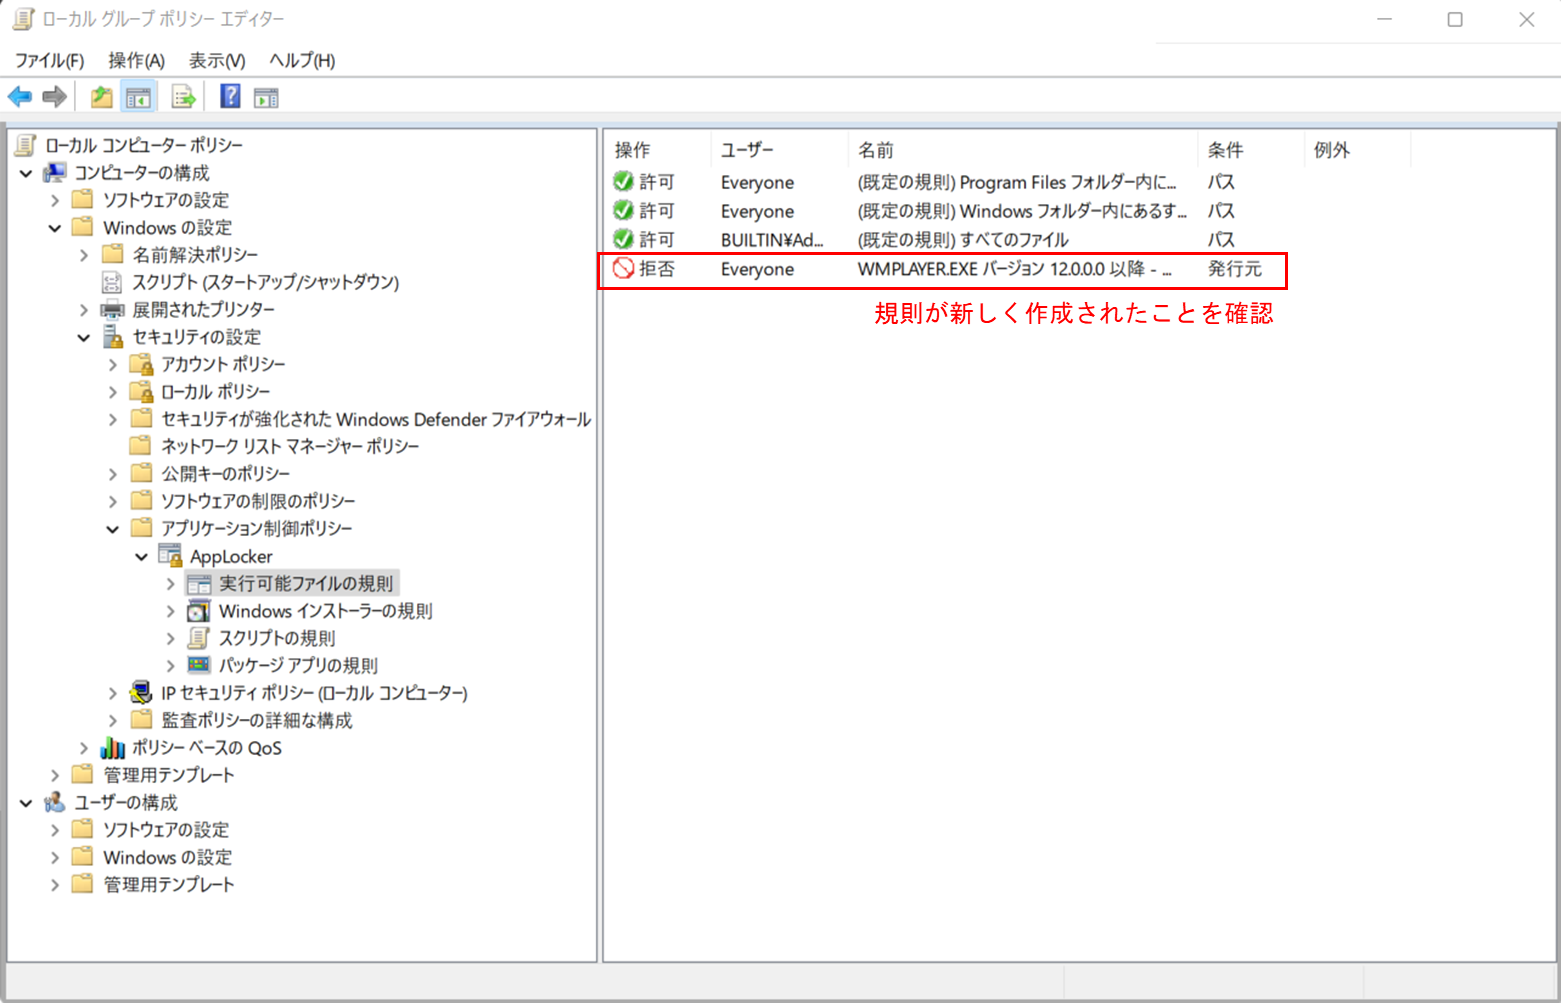 ローカル グループ ポリシー エディター
ファイル(F) 操作(A) 表示(V) ヘルプ(H)
ローカル コンピューター ポリシー
コンピューターの構成
ソフトウェアの設定
Windows の設定
名前解決ポリシー
スクリプト (スタートアップ/シャットダウン)
展開されたプリンター
セキュリティの設定
アカウント ポリシー
ローカル ポリシー
セキュリティが強化された Windows Defender ファイアウォール
ネットワーク リスト マネージャー ポリシー
公開キーのポリシー
ソフトウェアの制限のポリシー
アプリケーション制御ポリシー
AppLocker
実行可能ファイルの規則
Windows インストーラーの規則
スクリプトの規則
パッケージ アプリの規則
IP セキュリティ ポリシー (ローカル コンピューター)
監査ポリシーの詳細な構成
ポリシー ベースの QoS
管理用テンプレート
ユーザーの構成
ソフトウェアの設定
Windows の設定
管理用テンプレート
操作 ユーザー 名前 条件 例外
許可 Everyone (既定の規則) Program Files フォルダー内に... パス
許可 Everyone (既定の規則) Windows フォルダー内にあるす... パス
許可 BUILTIN¥Ad... (既定の規則) すべてのファイル パス
拒否 Everyone WMPLAYER.EXE バージョン 12.0.0.0 以降 - ... 発行元
規則が新しく作成されたことを確認